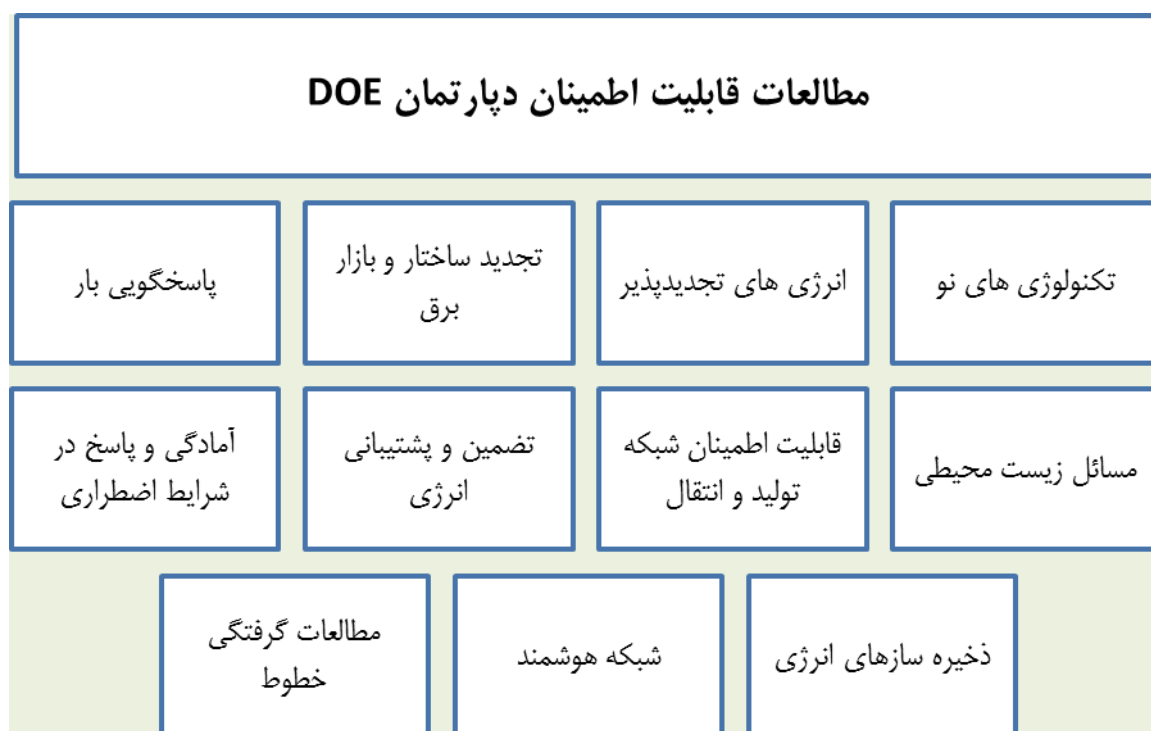 مطالعات قابلیت اطمینان دپارتمان DOE
تکنولوژی های نو
انرژی های تجدیدپذیر
تجدید ساختار و بازار
برق
پاسخگویی بار
مسائل زیست محیطی
قابلیت اطمینان شبکه
تولید و انتقال
تضمین و پشتیبانی
انرژی
آمادگی و پاسخ در
شرایط اضطراری
ذخیره سازهای انرژی
شبکه هوشمند
مطالعات گرفتگی
خطوط